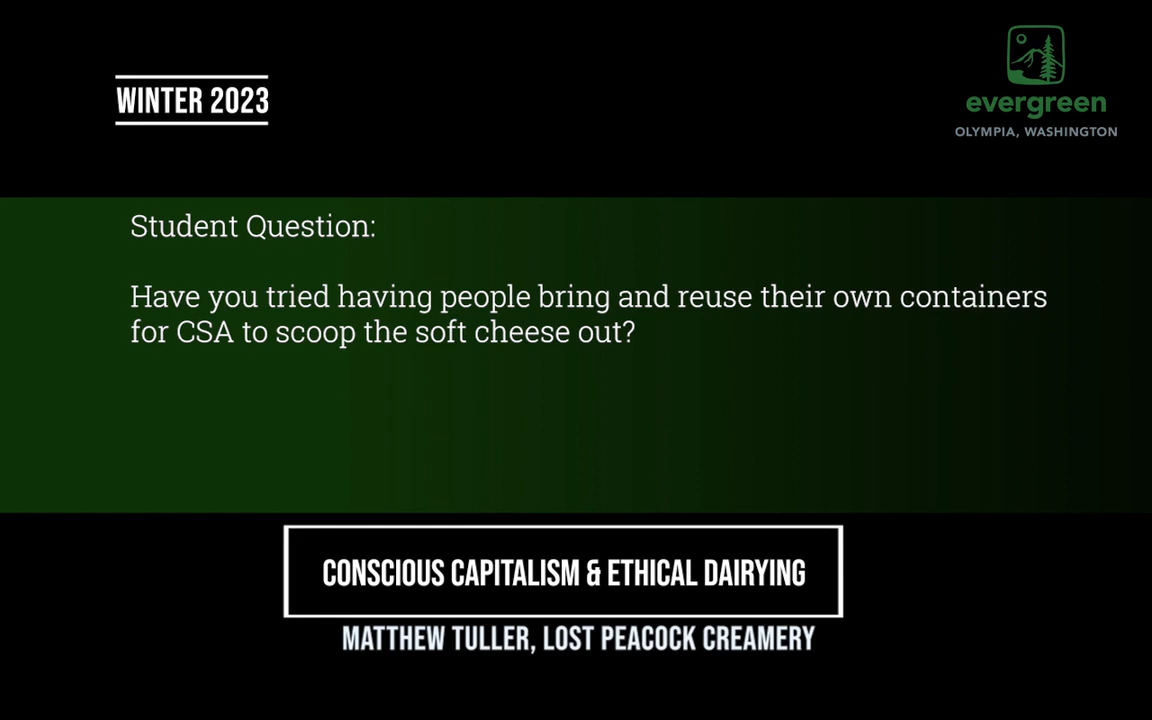 WINTER 2023
evergreen
OLYMPIA, WASHINGTON
Student Question:
Have you tried having people bring and reuse their own containers
for CSA to scoop the soft cheese out?
CONSCIOUS CAPITALISM & ETHICAL DAIRYING
MATTHEW TULLER, LOST PEACOCK CREAMERY